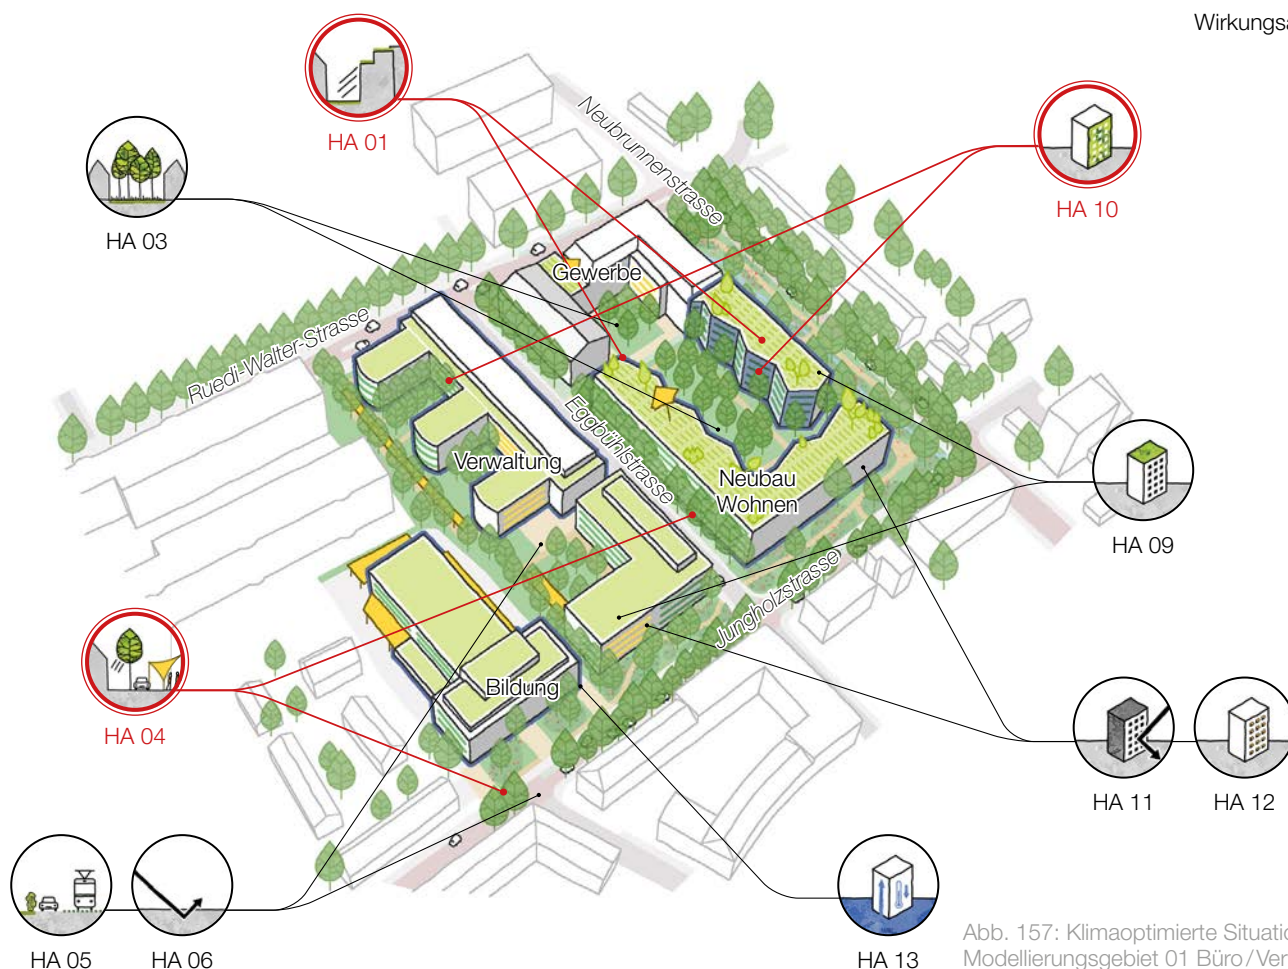 Wirkungsa
HA 01
HA 03
HA 10
Neubrunnenstrasse
Gewerbe
Ruedi-Walter-Strasse
Eggbühlstrasse
Verwaltung
Neubau
Wohnen
HA 09
Jungholzstrasse
Bildung
HA 04
HA 11
HA 12
HA 05
HA 06
HA 13
Abb. 157: Klimaoptimierte Situatio
Modellierungsgebiet 01 Büro/Ver